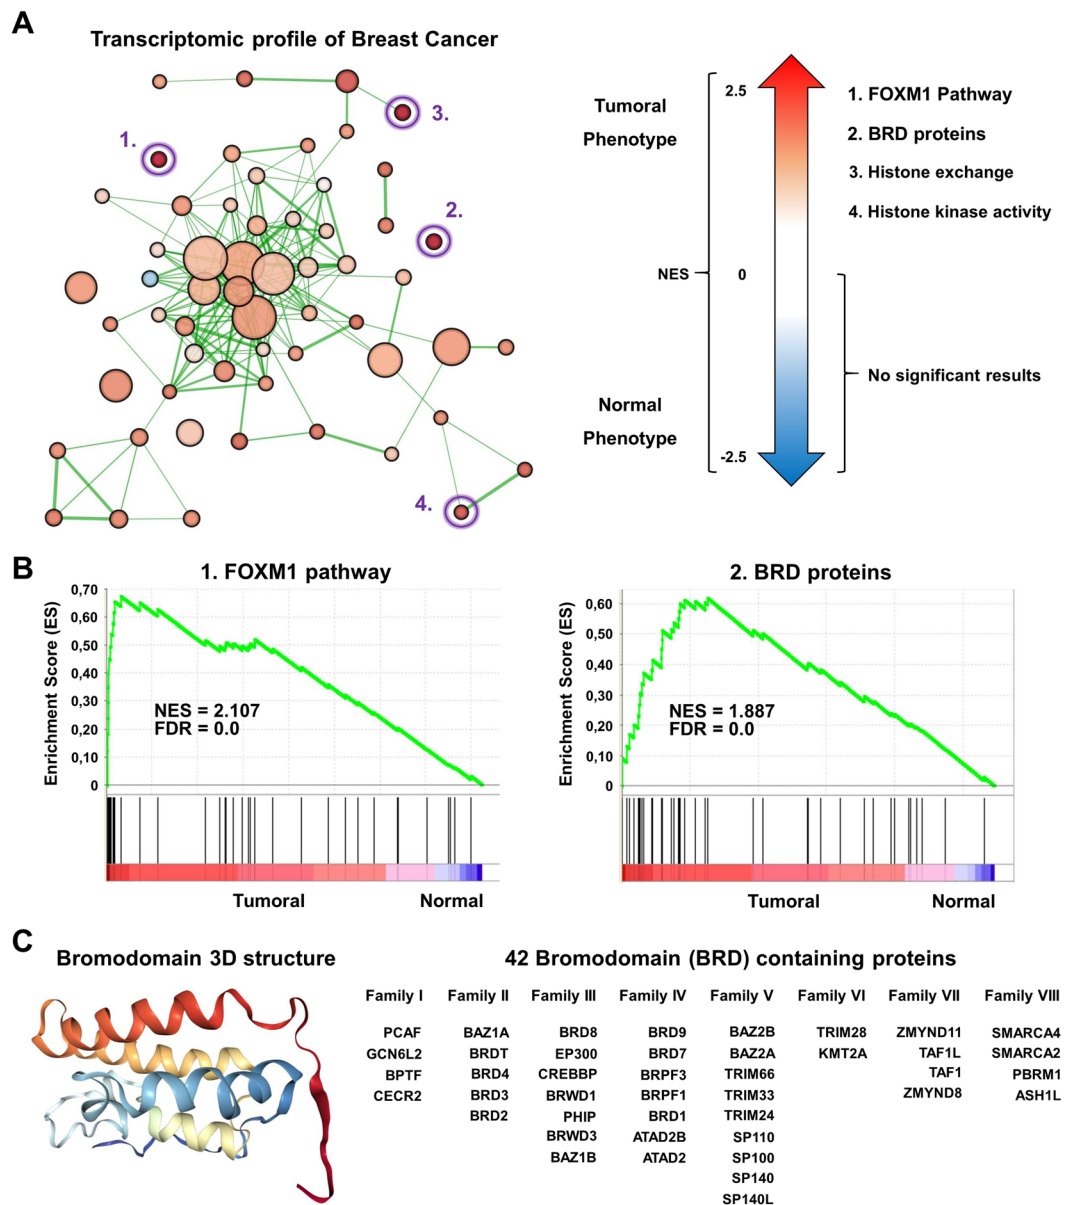 A
Transcriptomic profile of Breast Cancer
1.
2.
3.
4.
Tumoral
Phenotype
NES
Normal
Phenotype
2.5
0
-2.5
1. FOXM1 Pathway
2. BRD proteins
3. Histone exchange
4. Histone kinase activity
No significant results
B
1. FOXM1 pathway
Enrichment Score (ES)
0,70
0,60
0,50
0,40
0,30
0,20
0,10
0
NES = 2.107
FDR = 0.0
Tumoral Normal
2. BRD proteins
Enrichment Score (ES)
0,60
0,50
0,40
0,30
0,20
0,10
0
NES = 1.887
FDR = 0.0
Tumoral Normal
C
Bromodomain 3D structure
42 Bromodomain (BRD) containing proteins
Family I
PCAF
GCN6L2
BPTF
CECR2
Family II
BAZ1A
BRDT
BRD4
BRD3
BRD2
Family III
BRD8
EP300
CREBBP
BRWD1
PHIP
BRWD3
BAZ1B
Family IV
BRD9
BRD7
BRPF3
BRPF1
BRD1
ATAD2B
ATAD2
Family V
BAZ2B
BAZ2A
TRIM66
TRIM33
TRIM24
SP110
SP100
SP140
SP140L
Family VI
TRIM28
KMT2A
Family VII
ZMYND11
TAF1L
TAF1
ZMYND8
Family VIII
SMARCA4
SMARCA2
PBRM1
ASH1L